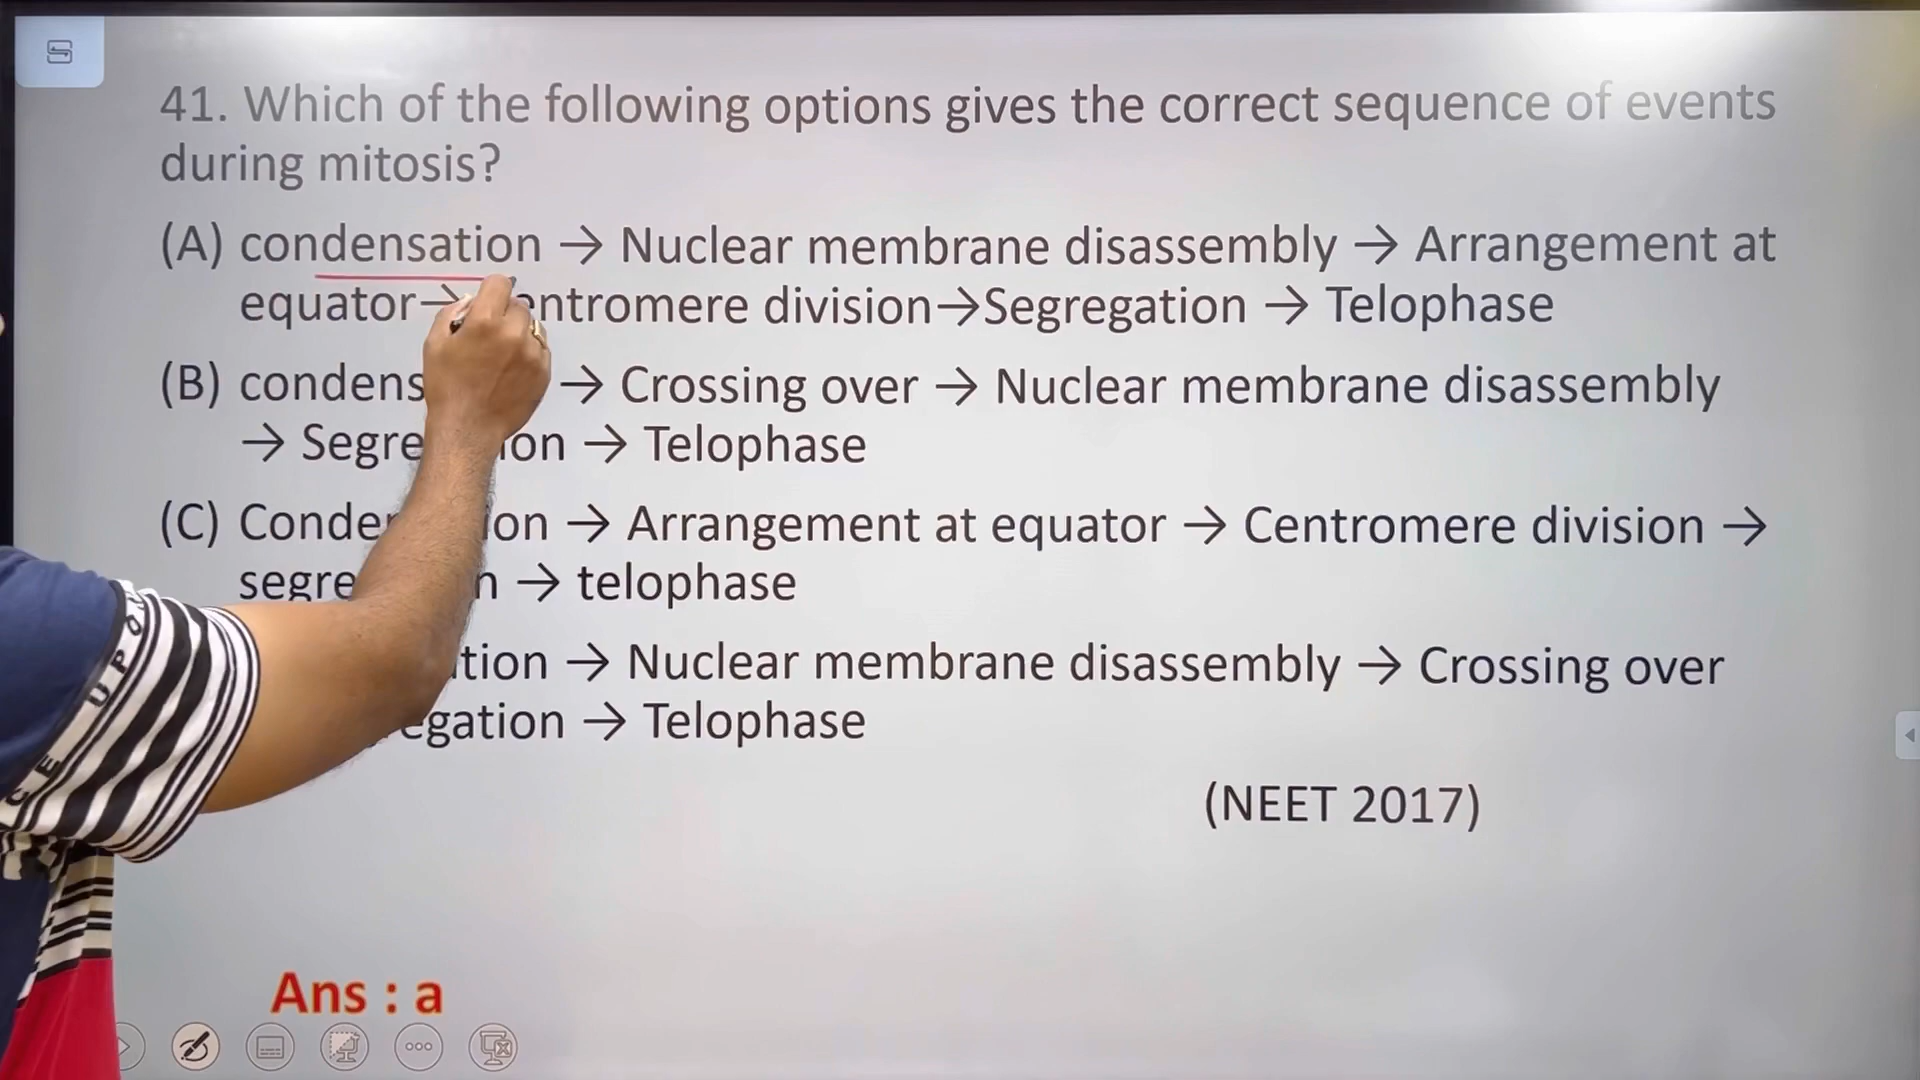 41. Which of the following options gives the correct sequence of events
during mitosis?
(A) condensation → Nuclear membrane disassembly → Arrangement at
equator→ entromere division→Segregation → Telophase
(B) condens → Crossing over → Nuclear membrane disassembly
→ Segre ion → Telophase
(C) Conden ion → Arrangement at equator → Centromere division →
segre n → telophase
tion → Nuclear membrane disassembly → Crossing over
egation → Telophase
(NEET 2017)
Ans : a